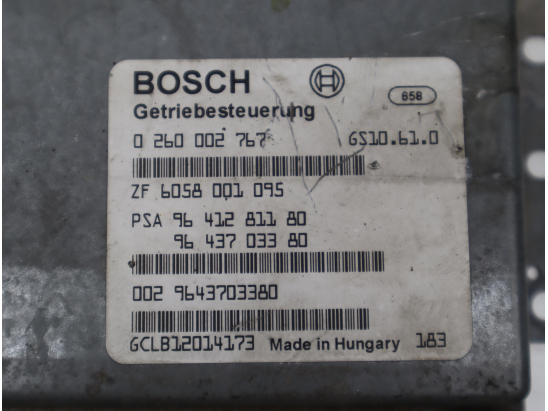 BOSCH 658
Getriebesteuerung
0 260 002 767 GS10.61.0
ZF 6058 001 095
PSA 96 412 811 80
96 437 033 80
002 9643703380
GCLB12014173 Made in Hungary 183